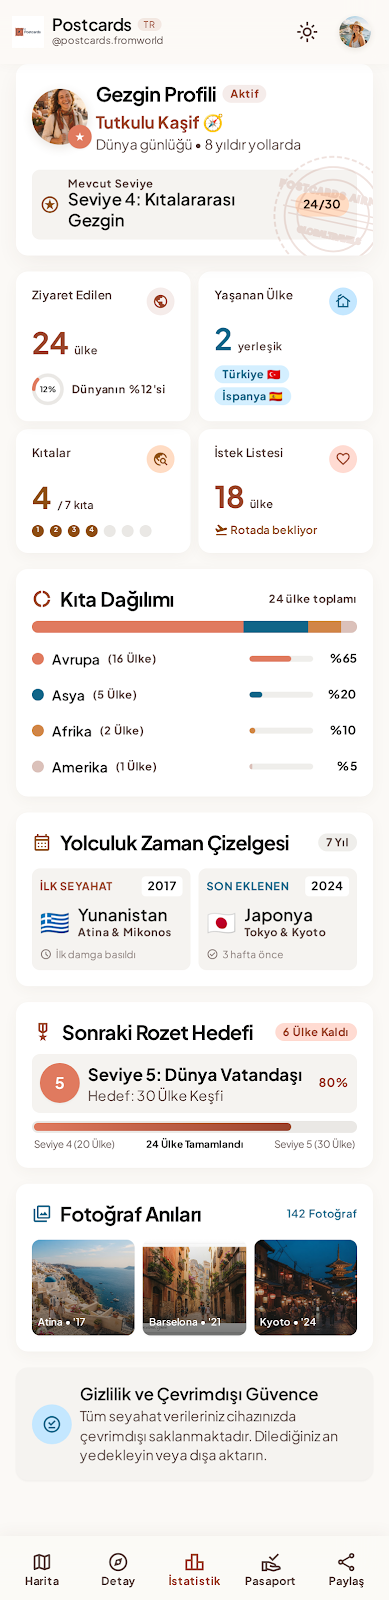 Postcards TR
@postcards.fromworld
Gezgin Profili Aktif
Tutkulu Kaşif
Dünya günlüğü • 8 yıldır yollarda
Mevcut Seviye
Seviye 4: Kıtalararası
Gezgin
24/30
Ziyaret Edilen
24 ülke
12% Dünyanın %12'si
Yaşanan Ülke
2 yerleşik
Türkiye
İspanya
Kıtalar
4 / 7 kıta
1 2 3 4
İstek Listesi
18 ülke
Rotada bekliyor
Kıta Dağılımı 24 ülke toplamı
Avrupa (16 Ülke) %65
Asya (5 Ülke) %20
Afrika (2 Ülke) %10
Amerika (1 Ülke) %5
Yolculuk Zaman Çizelgesi 7 Yıl
İLK SEYAHAT 2017
Yunanistan
Atina & Mikonos
İlk damga basıldı
SON EKLENEN 2024
Japonya
Tokyo & Kyoto
3 hafta önce
Sonraki Rozet Hedefi 6 Ülke Kaldı
5 Seviye 5: Dünya Vatandaşı 80%
Hedef: 30 Ülke Keşfi
Seviye 4 (20 Ülke) 24 Ülke Tamamlandı Seviye 5 (30 Ülke)
Fotoğraf Anıları 142 Fotoğraf
Atina • '17 Barselona • '21 Kyoto • '24
Gizlilik ve Çevrimdışı Güvence
Tüm seyahat verileriniz cihazınızda
çevrimdışı saklanmaktadır. Dilediğiniz an
yedekleyin veya dışa aktarın.
Harita Detay İstatistik Pasaport Paylaş